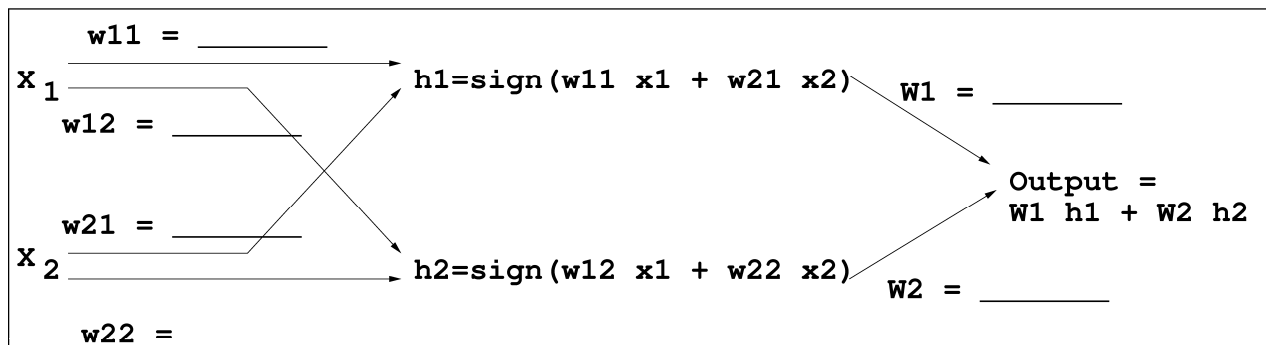 w11 = ________
x 1
h1=sign(w11 x1 + w21 x2)
W1 = ________
w12 = ________
Output =
W1 h1 + W2 h2
w21 = ________
x 2
h2=sign(w12 x1 + w22 x2)
W2 = ________
w22 =